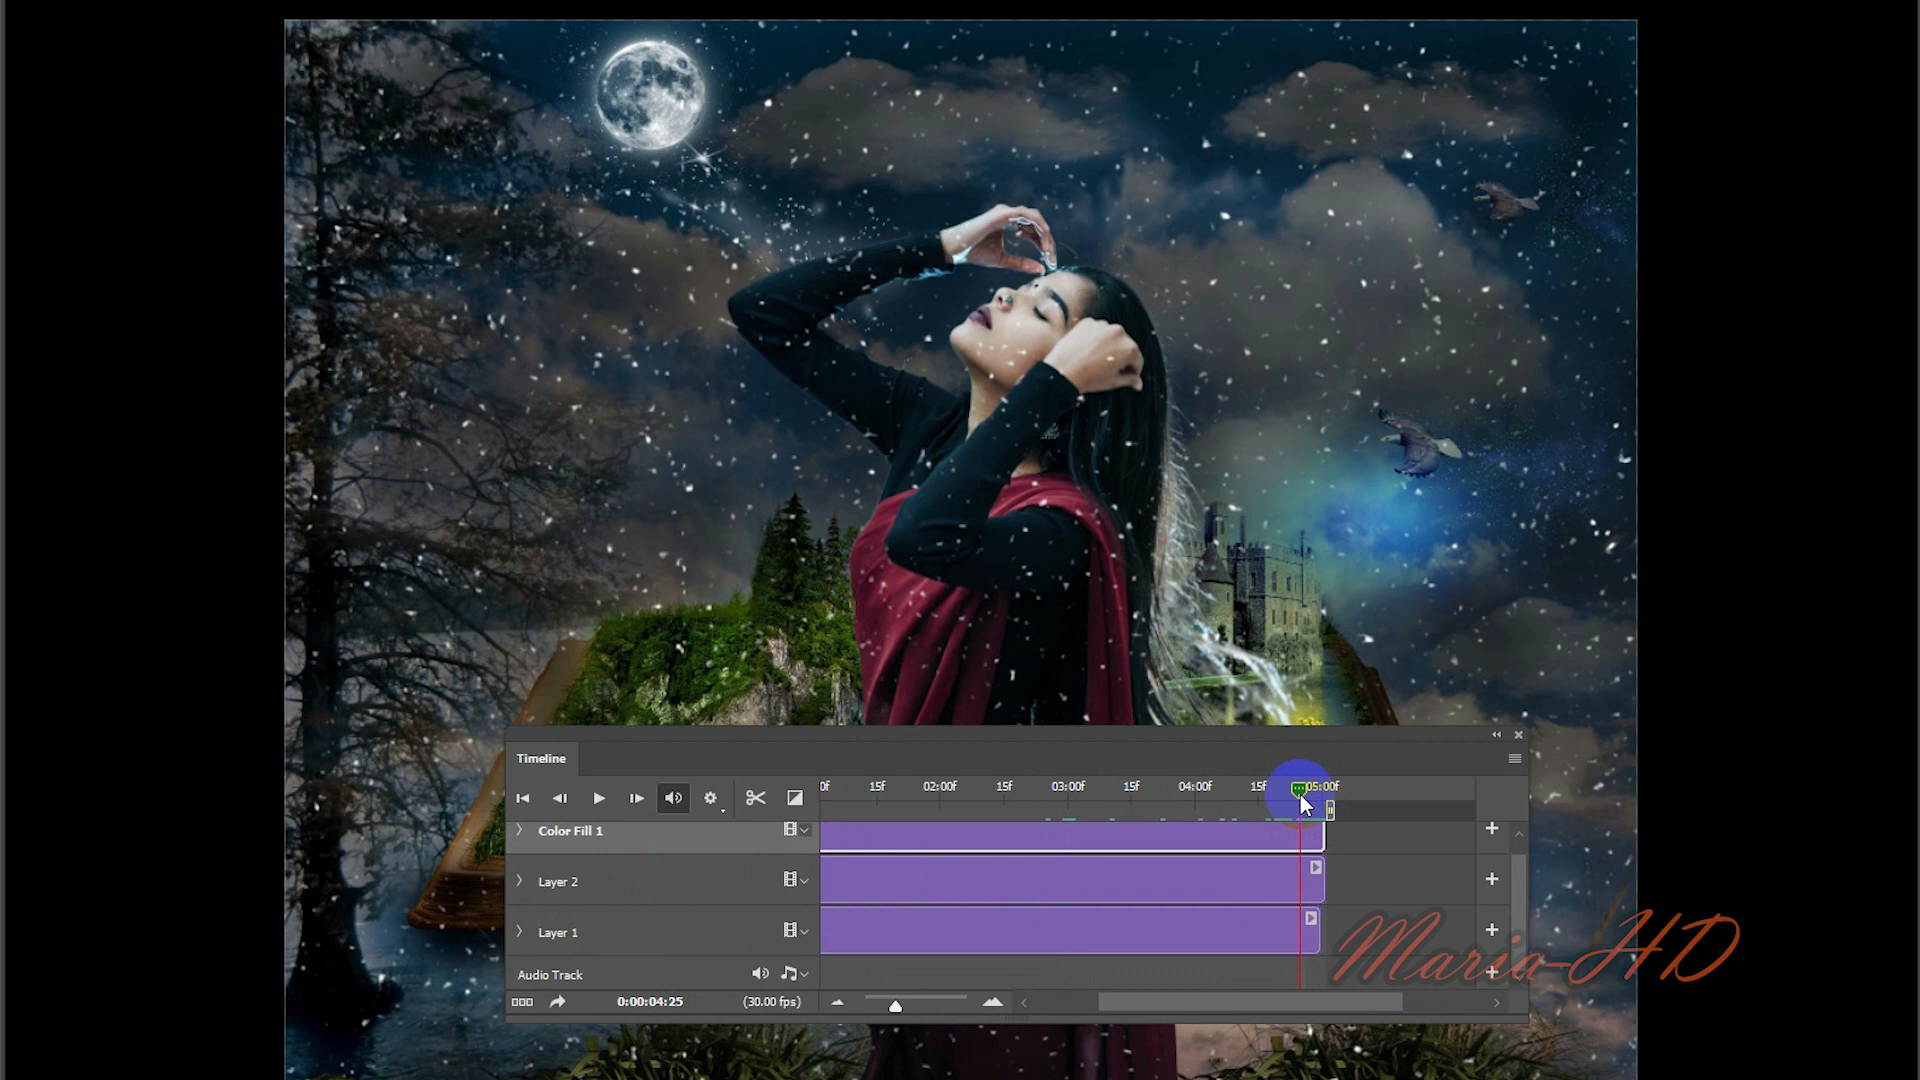 Timeline
0f 15f 02:00f 15f 03:00f 15f 04:00f 15f 05:00f
Color Fill 1
Layer 2
Layer 1
Audio Track
0:00:04:25 (30.00 fps)
Maria-HD